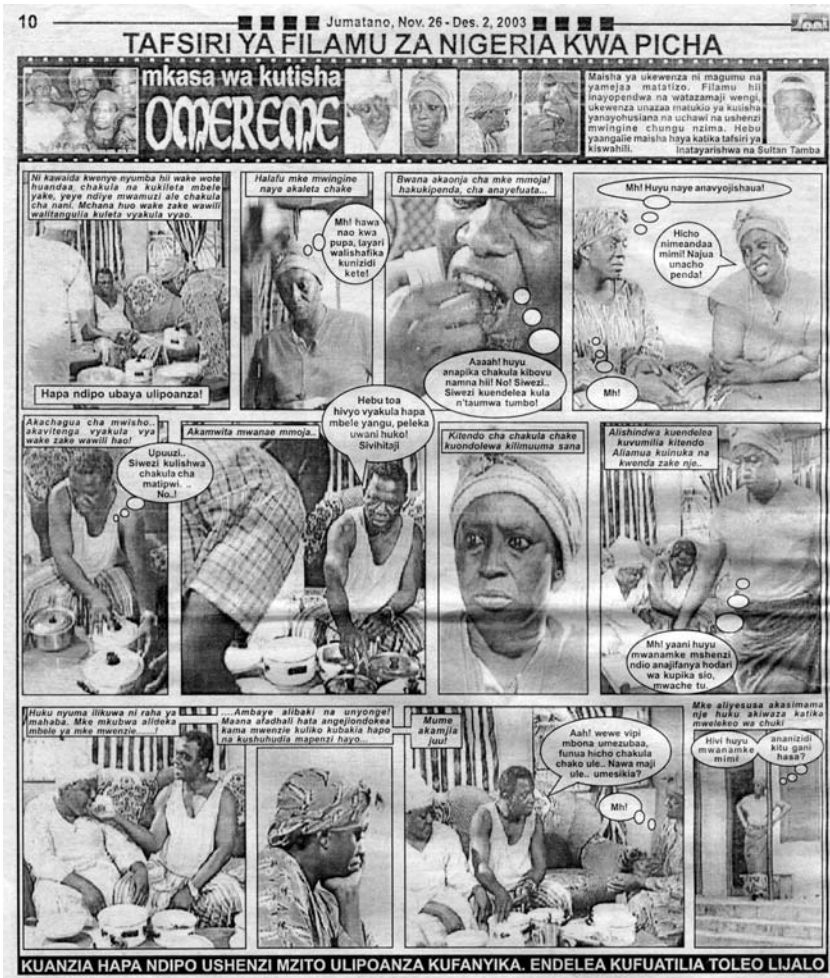 10
Jumatano, Nov. 26 - Des. 2, 2003
TAFSIRI YA FILAMU ZA NIGERIA KWA PICHA
mkasa wa kutisha
OMEREME
Maisha ya ukewenza ni magumu na
yamejaa matatizo. Filamu hii
inayopendwa na watazamaji wengi,
ukewenza unazaa matukio ya kutisha
yanayohusiana na uchawi na ushenzi
mwingine chungu nzima. Hebu
yaangalie maisha haya katika tafsiri ya
kiswahili.
Inatayarishwa na Sultan Tamba
Ni kawaida kwenye nyumba hii wake wote
huandaa, chakula na kukileta mbele
yake, yeye ndiye mwamuzi ale chakula
cha nani. Mchana huo wake zake wawili
walitangulia kuleta vyakula vyao.
Hapa ndipo ubaya ulipoanza!
Halafu mke mwingine
naye akaleta chake
Mh! hawa
nao kwa
pupa, tayari
walishafika
kunizidi
kete!
Bwana akaonja cha mke mmoja!
hakukipenda, cha anayefuata...
Aaaah! huyu
anapika chakula kibovu
namna hii! No! Siwezi..
Siwezi kuendelea kula
n'taumwa tumbo!
Mh! Huyu naye anavyojishaua!
Hicho
nimeandaa
mimi! Najua
unacho
penda!
Mh!
Akachagua cha mwisho..
akavitenga vyakula vya
wake zake wawili hao!
Upuuzi..
Siwezi kulishwa
chakula cha
matipwi. ..
No..!
Akamwita mwanae mmoja..
Hebu toa
hivyo vyakula hapa
mbele yangu, peleka
uwani huko!
Sivihitaji
Kitendo cha chakula chake
kuondolewa kilimuuma sana
Alishindwa kuendelea
kuvumilia kitendo
Aliamua kuinuka na
kwenda zake nje..
Mh! yaani huyu
mwanamke mshenzi
ndio anajifanya hodari
wa kupika sio,
mwache tu.
Huku nyuma ilikuwa ni raha ya
mahaba. Mke mkubwa alideka
mbele ya mke mwenzie......!
....Ambaye alibaki na unyonge!
Maana afadhali hata angejiondokea
kama mwenzie kuliko kubakia hapo
na kushuhudia mapenzi hayo...
Mume
akamjia
juu!
Aah! wewe vipi
mbona umezubaa,
funua hicho chakula
chako ule.. Nawa maji
ule.. umesikia?
Mh!
Mke aliyesusa akasimama
nje huku akiwaza katika
mwelekeo wa chuki
Hivi huyu
mwanamke
mimi
ananizidi
kitu gani
hasa?
KUANZIA HAPA NDIPO USHENZI MZITO ULIPOANZA KUFANYIKA. ENDELEA KUFUATILIA TOLEO LIJALO